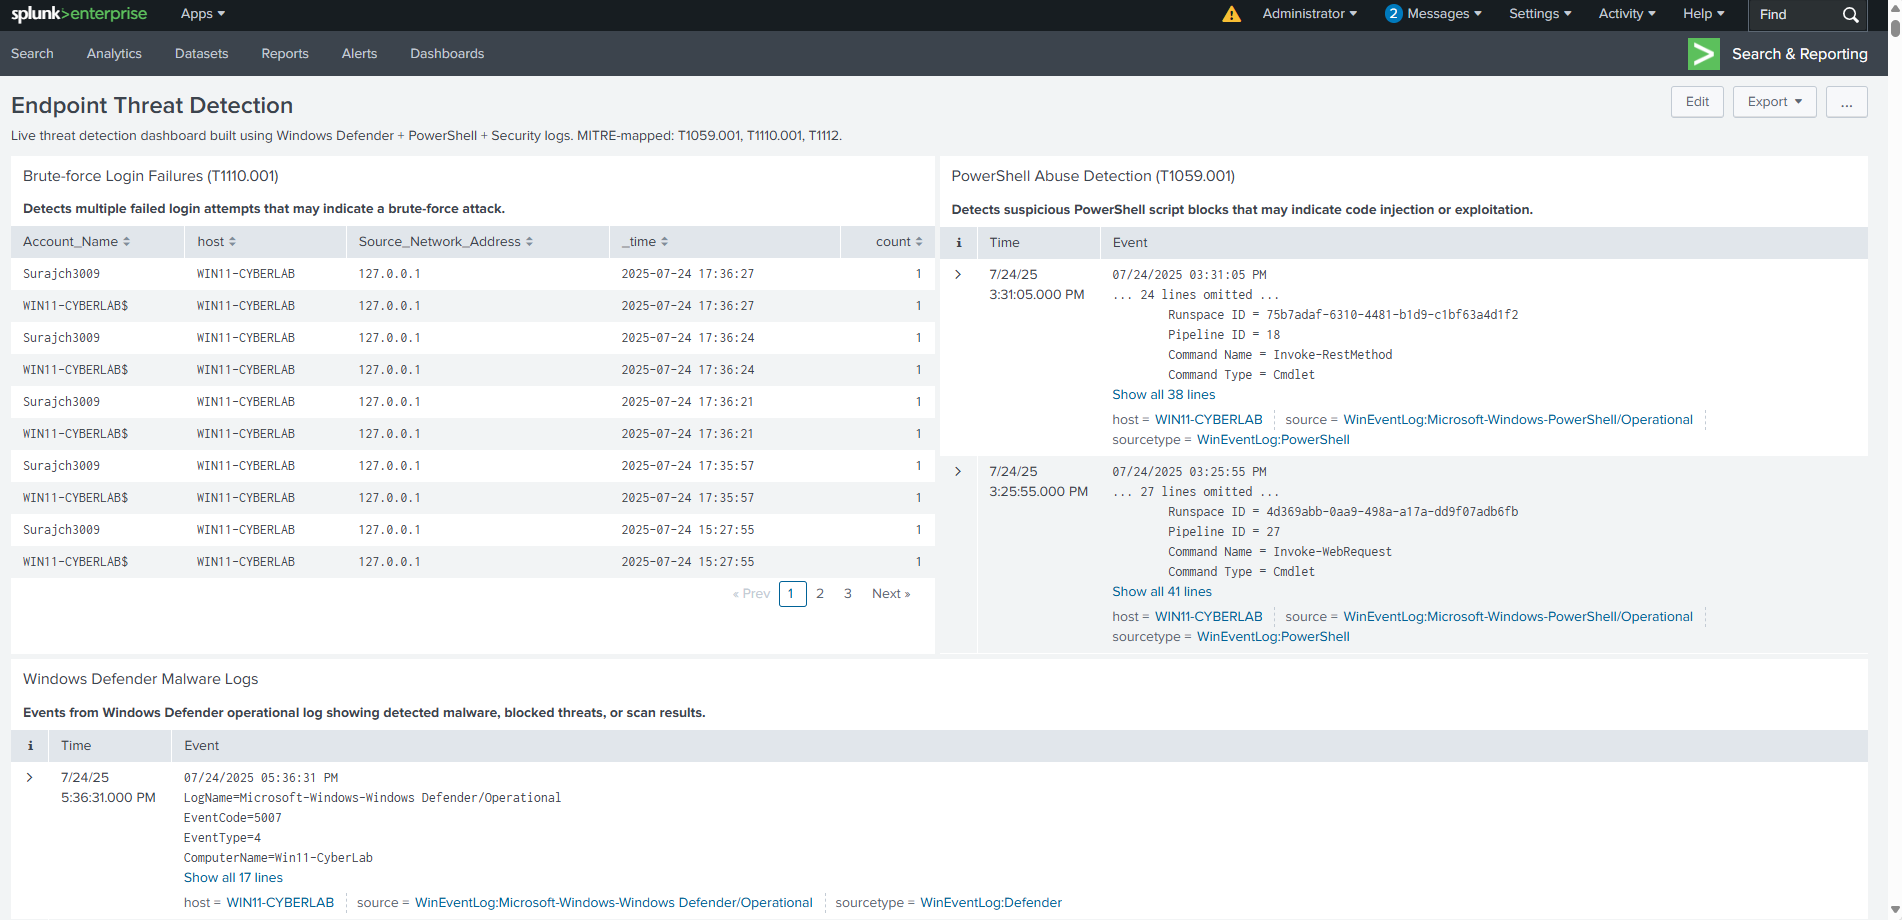 splunk>enterprise Apps Administrator 2 Messages Settings Activity Help Find
Search Analytics Datasets Reports Alerts Dashboards Search & Reporting
Endpoint Threat Detection
Edit Export ...
Live threat detection dashboard built using Windows Defender + PowerShell + Security logs. MITRE-mapped: T1059.001, T1110.001, T1112.
Brute-force Login Failures (T1110.001)
Detects multiple failed login attempts that may indicate a brute-force attack.
Account_Name host Source_Network_Address _time count
Surajch3009 WIN11-CYBERLAB 127.0.0.1 2025-07-24 17:36:27 1
WIN11-CYBERLAB$ WIN11-CYBERLAB 127.0.0.1 2025-07-24 17:36:27 1
Surajch3009 WIN11-CYBERLAB 127.0.0.1 2025-07-24 17:36:24 1
WIN11-CYBERLAB$ WIN11-CYBERLAB 127.0.0.1 2025-07-24 17:36:24 1
Surajch3009 WIN11-CYBERLAB 127.0.0.1 2025-07-24 17:36:21 1
WIN11-CYBERLAB$ WIN11-CYBERLAB 127.0.0.1 2025-07-24 17:36:21 1
Surajch3009 WIN11-CYBERLAB 127.0.0.1 2025-07-24 17:35:57 1
WIN11-CYBERLAB$ WIN11-CYBERLAB 127.0.0.1 2025-07-24 17:35:57 1
Surajch3009 WIN11-CYBERLAB 127.0.0.1 2025-07-24 15:27:55 1
WIN11-CYBERLAB$ WIN11-CYBERLAB 127.0.0.1 2025-07-24 15:27:55 1
« Prev 1 2 3 Next »
PowerShell Abuse Detection (T1059.001)
Detects suspicious PowerShell script blocks that may indicate code injection or exploitation.
i Time Event
7/24/25 07/24/2025 03:31:05 PM
3:31:05.000 PM ... 24 lines omitted ...
Runspace ID = 75b7adaf-6310-4481-b1d9-c1bf63a4d1f2
Pipeline ID = 18
Command Name = Invoke-RestMethod
Command Type = Cmdlet
Show all 38 lines
host = WIN11-CYBERLAB source = WinEventLog:Microsoft-Windows-PowerShell/Operational
sourcetype = WinEventLog:PowerShell
7/24/25 07/24/2025 03:25:55 PM
3:25:55.000 PM ... 27 lines omitted ...
Runspace ID = 4d369abb-0aa9-498a-a17a-dd9f07adb6fb
Pipeline ID = 27
Command Name = Invoke-WebRequest
Command Type = Cmdlet
Show all 41 lines
host = WIN11-CYBERLAB source = WinEventLog:Microsoft-Windows-PowerShell/Operational
sourcetype = WinEventLog:PowerShell
Windows Defender Malware Logs
Events from Windows Defender operational log showing detected malware, blocked threats, or scan results.
i Time Event
7/24/25 07/24/2025 05:36:31 PM
5:36:31.000 PM LogName=Microsoft-Windows-Windows Defender/Operational
EventCode=5007
EventType=4
ComputerName=Win11-CyberLab
Show all 17 lines
host = WIN11-CYBERLAB source = WinEventLog:Microsoft-Windows-Windows Defender/Operational sourcetype = WinEventLog:Defender